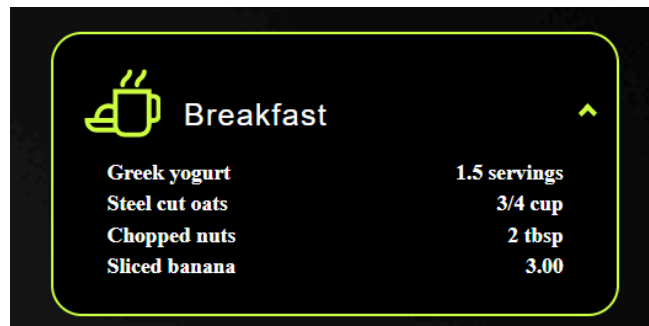 Breakfast
Greek yogurt 1.5 servings
Steel cut oats 3/4 cup
Chopped nuts 2 tbsp
Sliced banana 3.00